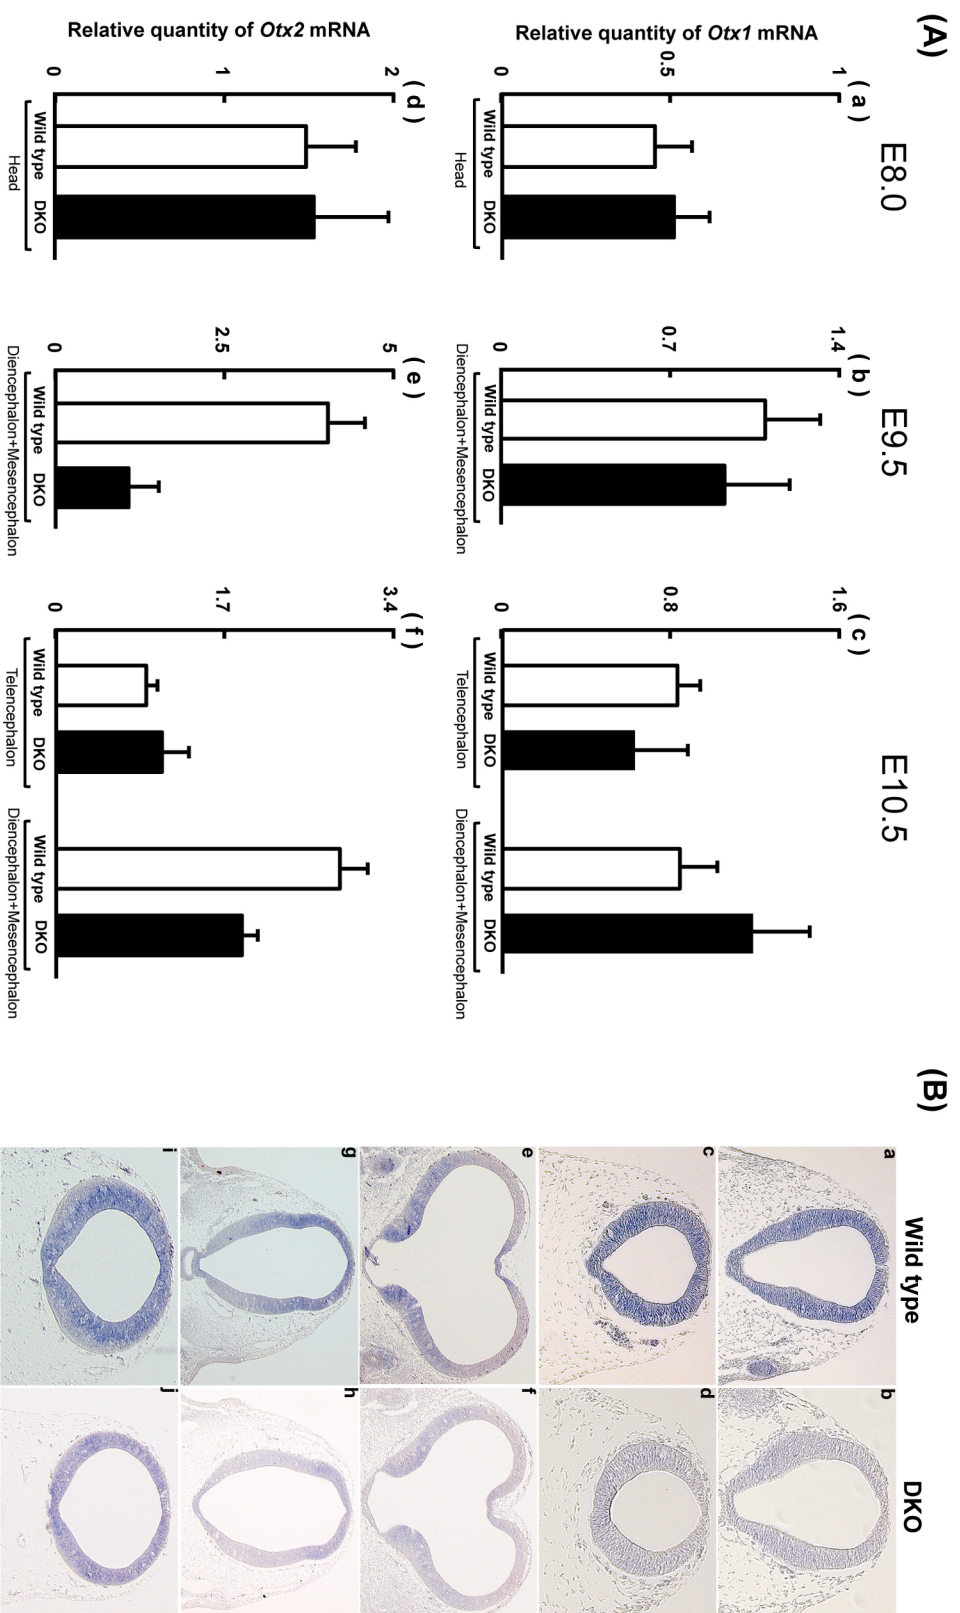 (A)
E8.0
E9.5
E10.5
Relative quantity of Otx1 mRNA
(a)
1
0.5
0
Wild type DKO
Head
(b)
1.4
0.7
0
Wild type DKO
Diencephalon+Mesencephalon
(c)
1.6
0.8
0
Wild type DKO Wild type DKO
Telencephalon Diencephalon+Mesencephalon
Relative quantity of Otx2 mRNA
(d)
2
1
0
Wild type DKO
Head
(e)
5
2.5
0
Wild type DKO
Diencephalon+Mesencephalon
(f)
3.4
1.7
0
Wild type DKO Wild type DKO
Telencephalon Diencephalon+Mesencephalon
(B)
Wild type DKO
a b
c d
e f
g h
i j